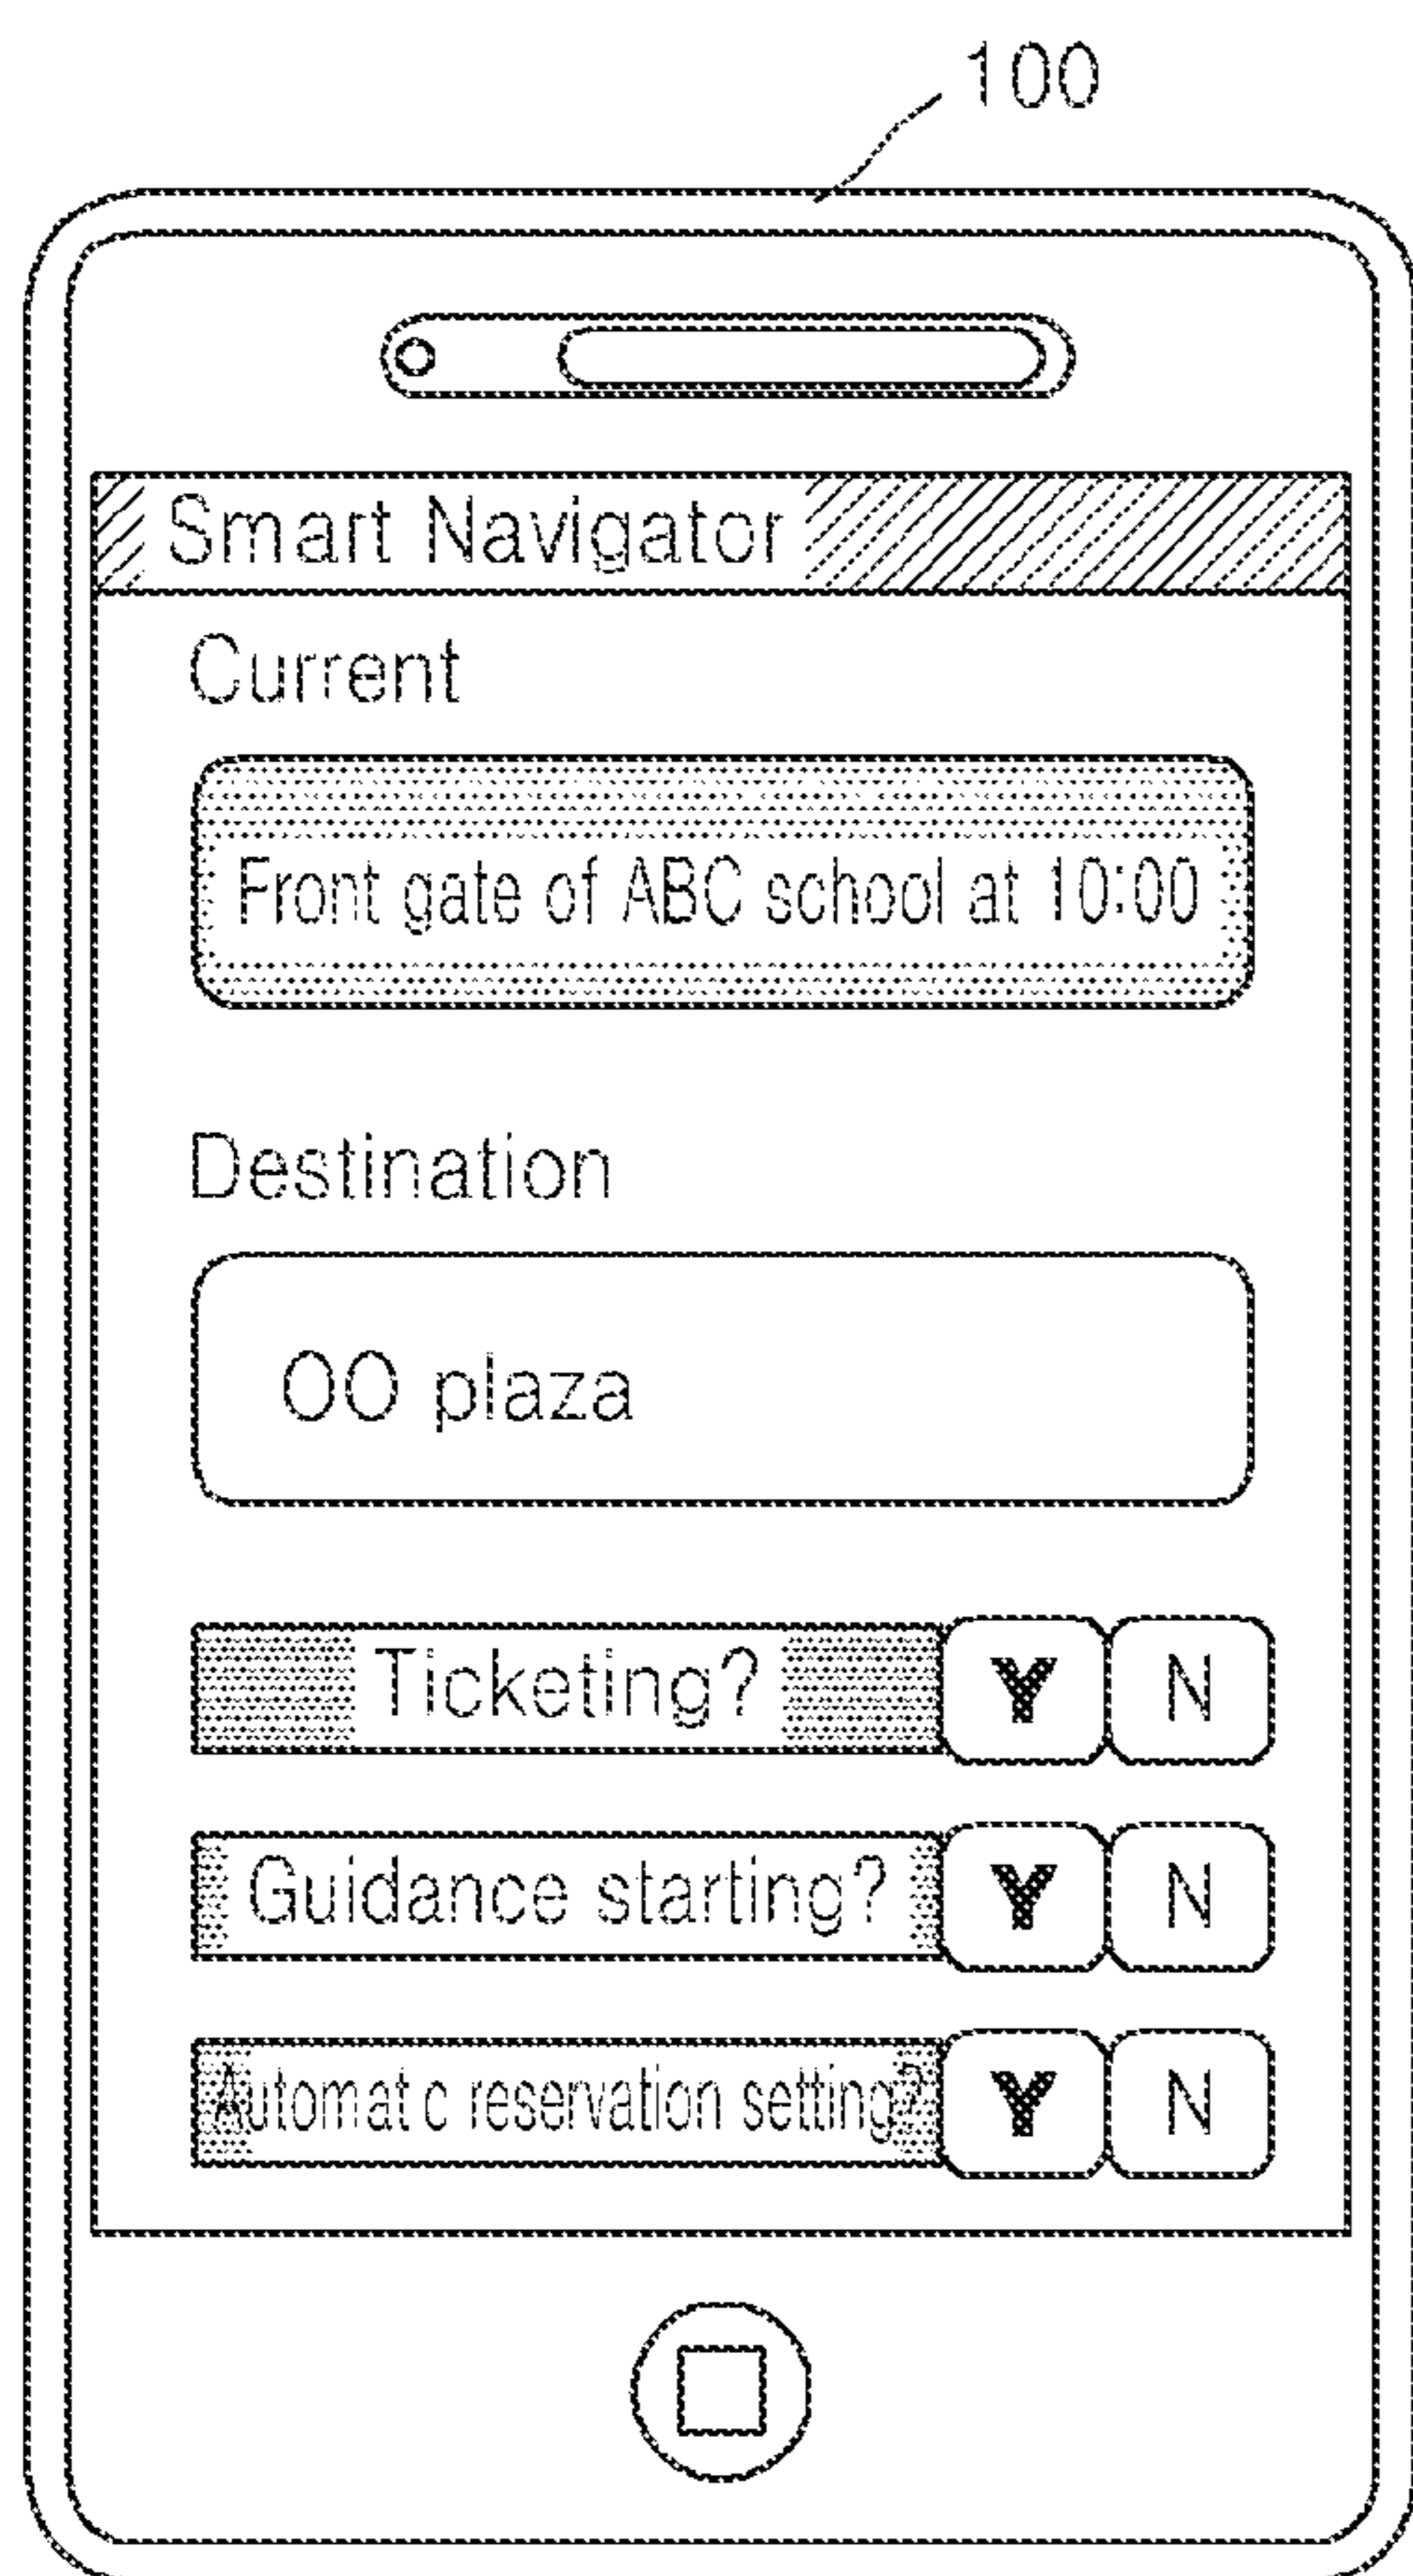 100
Smart Navigator
Current
Front gate of ABC school at 10:00
Destination
OO plaza
Ticketing? Y N
Guidance starting? Y N
Automatic reservation setting? Y N